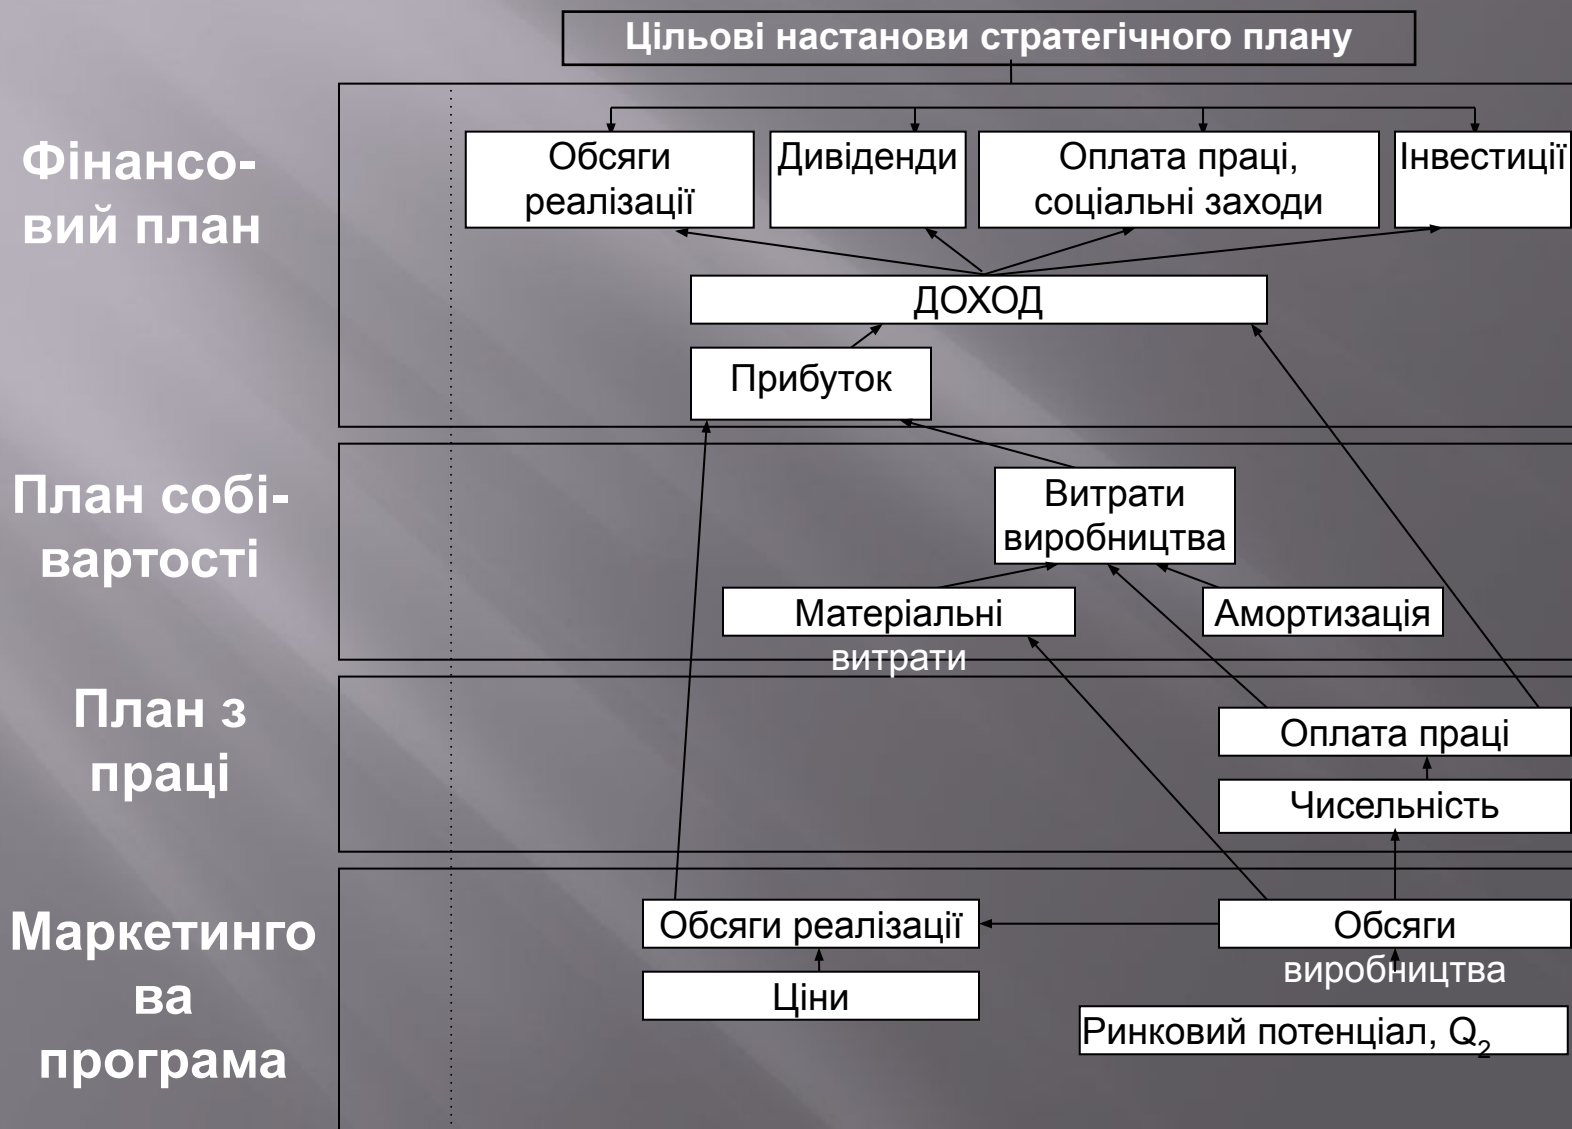 Цільові настанови стратегічного плану
Фінансо-
вий план
Обсяги
реалізації
Дивіденди
Оплата праці,
соціальні заходи
Інвестиції
ДОХОД
Прибуток
План собі-
вартості
Витрати
виробництва
Матеріальні
витрати
Амортизація
План з
праці
Оплата праці
Чисельність
Маркетинго
ва
програма
Обсяги реалізації
Ціни
Обсяги
виробництва
Ринковий потенціал, Q₂